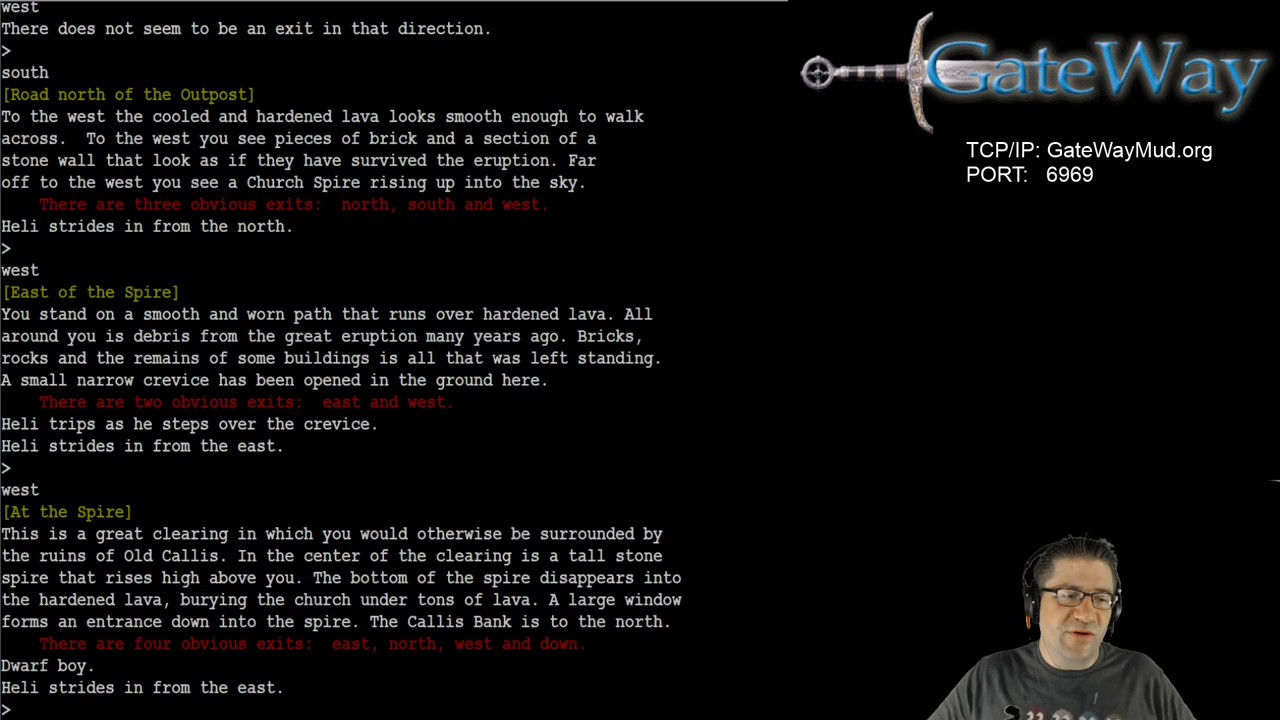 west
There does not seem to be an exit in that direction.
>
south
[Road north of the Outpost]
To the west the cooled and hardened lava looks smooth enough to walk
across.  To the west you see pieces of brick and a section of a
stone wall that look as if they have survived the eruption. Far
off to the west you see a Church Spire rising up into the sky.
There are three obvious exits:  north, south and west.
Heli strides in from the north.
>
west
[East of the Spire]
You stand on a smooth and worn path that runs over hardened lava. All
around you is debris from the great eruption many years ago. Bricks,
rocks and the remains of some buildings is all that was left standing.
A small narrow crevice has been opened in the ground here.
There are two obvious exits:  east and west.
Heli trips as he steps over the crevice.
Heli strides in from the east.
>
west
[At the Spire]
This is a great clearing in which you would otherwise be surrounded by
the ruins of Old Callis. In the center of the clearing is a tall stone
spire that rises high above you. The bottom of the spire disappears into
the hardened lava, burying the church under tons of lava. A large window
forms an entrance down into the spire. The Callis Bank is to the north.
There are four obvious exits:  east, north, west and down.
Dwarf boy.
Heli strides in from the east.
>
GateWay
TCP/IP: GateWayMud.org
PORT: 6969